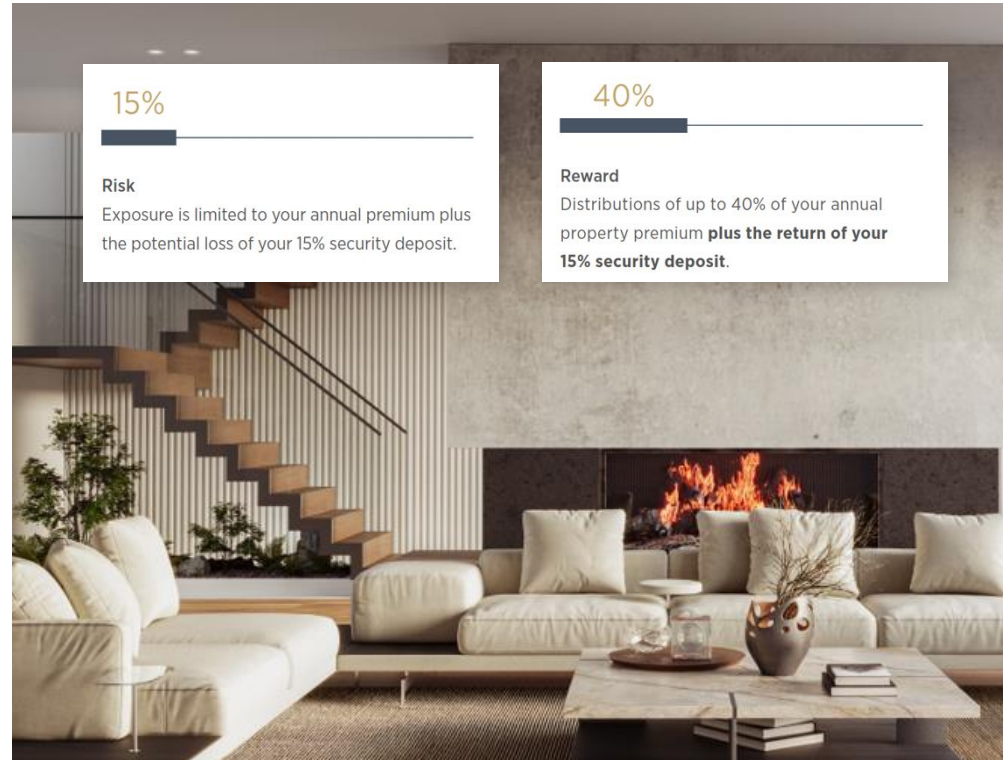 15%
Risk
Exposure is limited to your annual premium plus
the potential loss of your 15% security deposit.
40%
Reward
Distributions of up to 40% of your annual
property premium plus the return of your
15% security deposit.